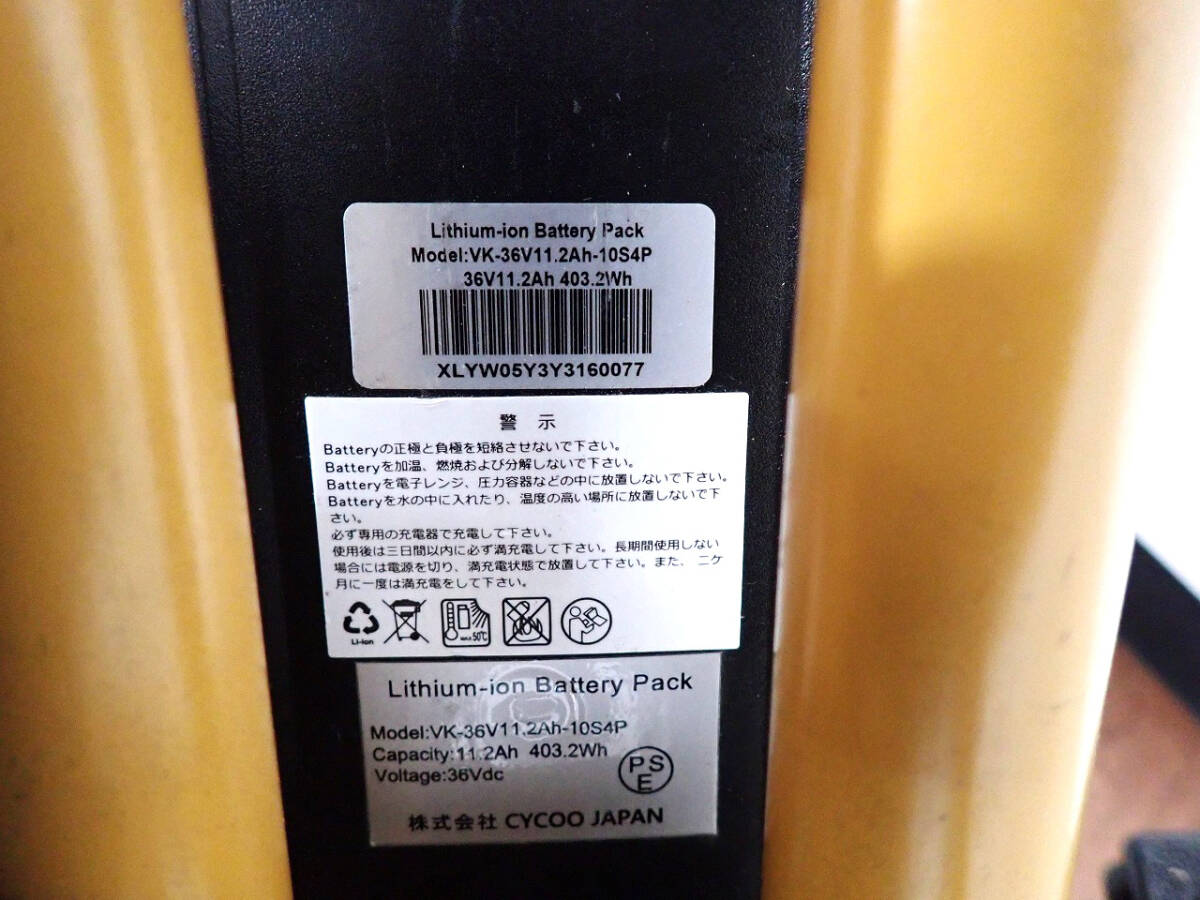 Lithium-ion Battery Pack
Model:VK-36V11.2Ah-10S4P
36V11.2Ah 403.2Wh
XLYW05Y3Y3160077
警 示
Batteryの正極と負極を短絡させないで下さい。
Batteryを加温、燃焼および分解しないで下さい。
Batteryを電子レンジ、圧力容器などの中に放置しないで下さい。
Batteryを水の中に入れたり、温度の高い場所に放置しないで下
さい。
必ず専用の充電器で充電して下さい。
使用後は三日間以内に必ず満充電して下さい。長期間使用しない
場合には電源を切り、満充電状態で放置して下さい。また、二ケ
月に一度は満充電をして下さい。
Li-ion
MAX 50℃
Lithium-ion Battery Pack
Model:VK-36V11.2Ah-10S4P
Capacity:11.2Ah 403.2Wh
Voltage:36Vdc
PSE
株式会社 CYCOO JAPAN